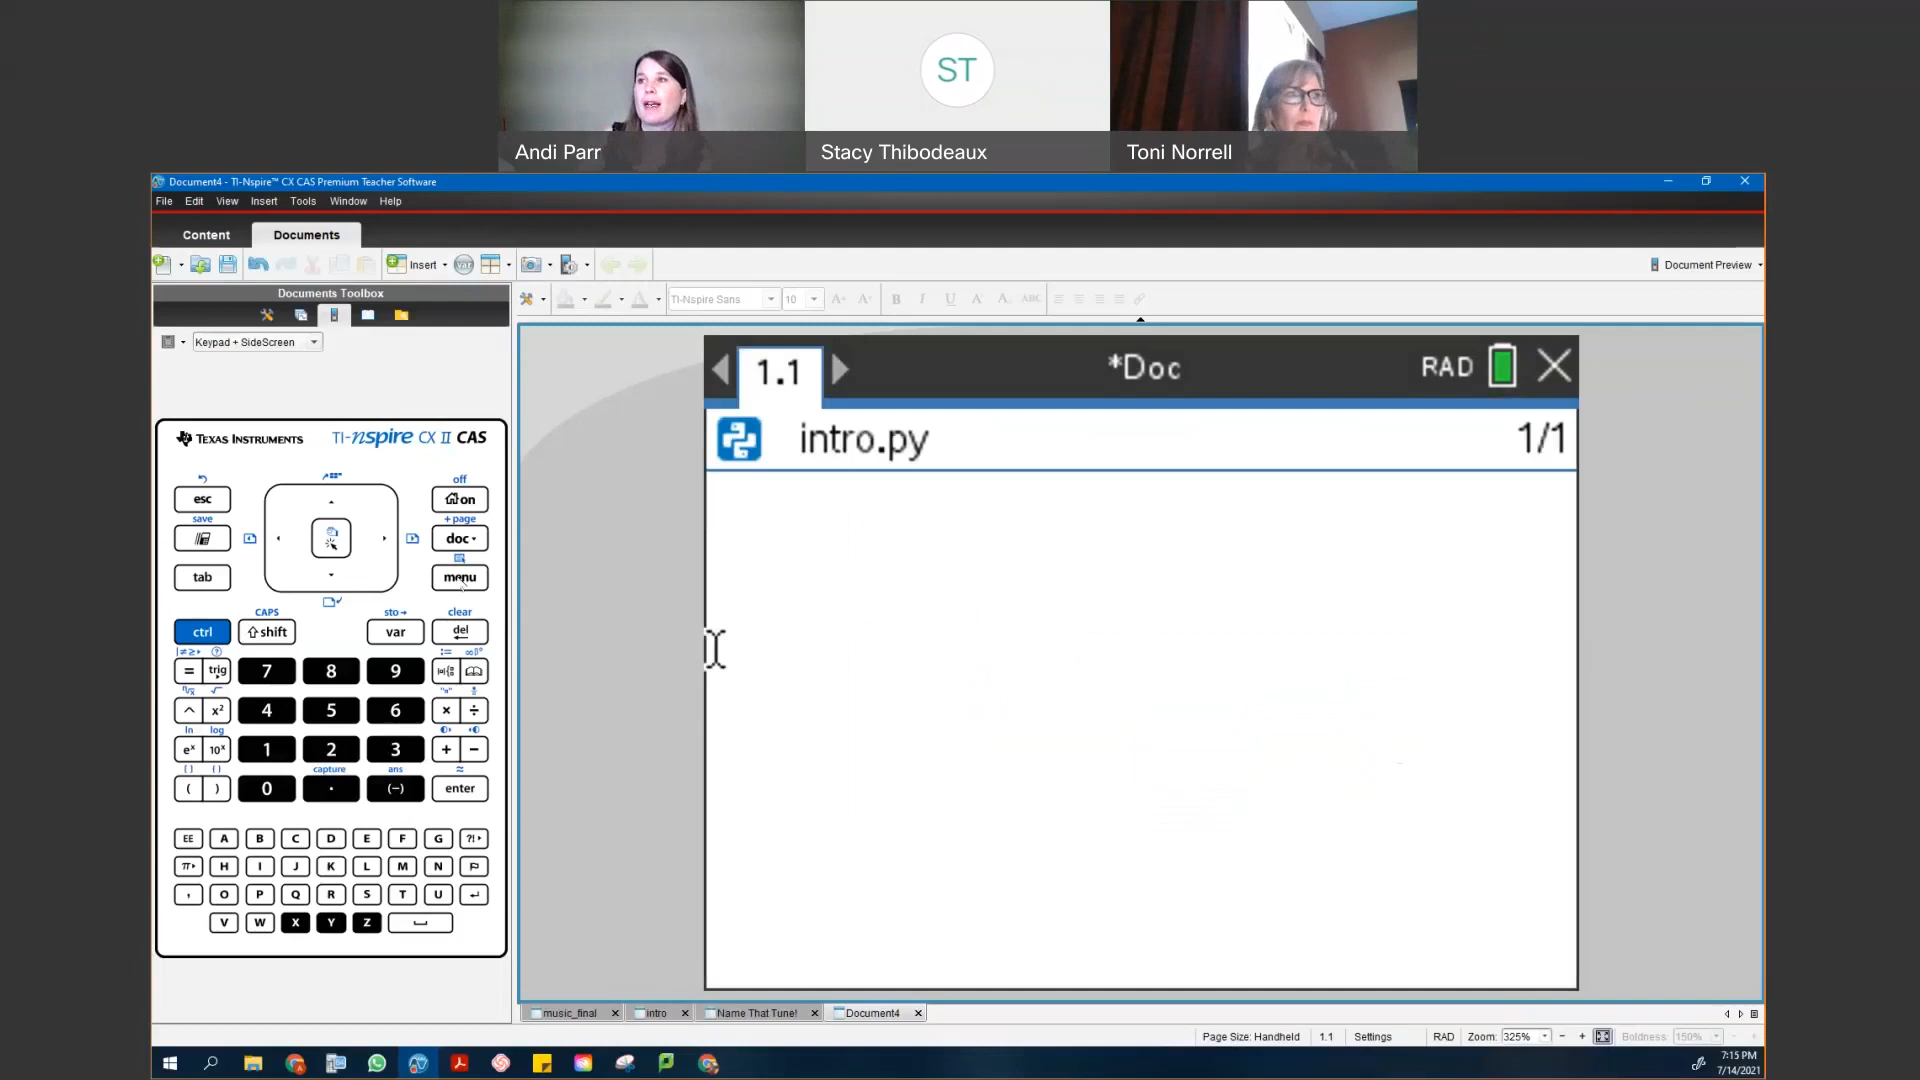 ST
Andi Parr
Stacy Thibodeaux
Toni Norrell
Document4 - TI-Nspire™ CX CAS Premium Teacher Software
File Edit View Insert Tools Window Help
Content Documents
Insert
Document Preview
Documents Toolbox
TI-Nspire Sans 10
Keypad + SideScreen
1.1 *Doc RAD
intro.py 1/1
TEXAS INSTRUMENTS TI-nspire CX II CAS
off
esc on
save + page
doc
tab menu
CAPS sto→ clear
ctrl shift var del
= trig 7 8 9
^ x² 4 5 6 × ÷
ln log
eˣ 10ˣ 1 2 3 + −
capture ans
( ) 0 . (−) enter
EE A B C D E F G ?!
π H I J K L M N
, O P Q R S T U
V W X Y Z
music_final intro Name That Tune! Document4
Page Size: Handheld 1.1 Settings RAD Zoom: 325% Boldness: 150%
7:15 PM
7/14/2021